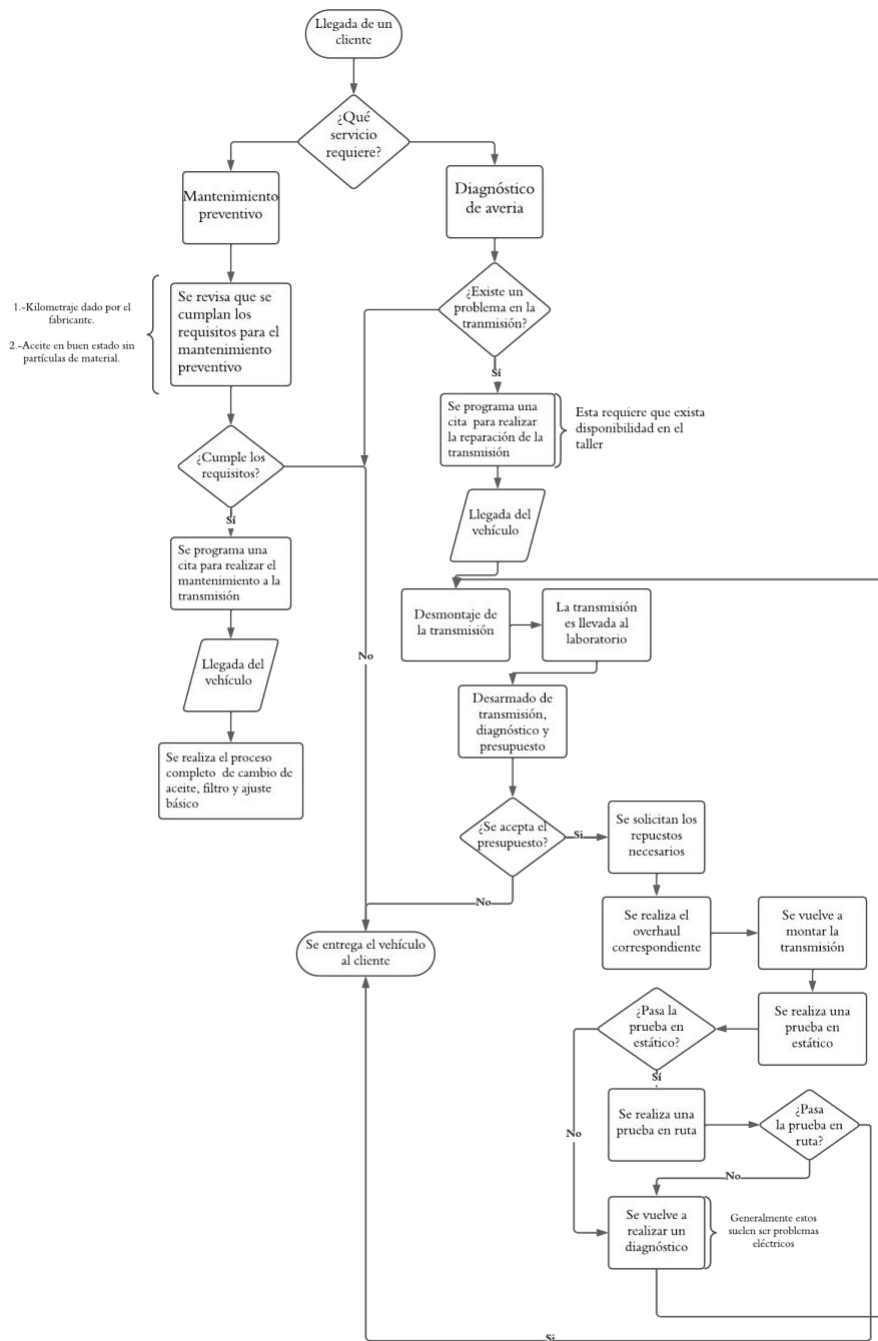 Llegada de un
cliente
¿Qué
servicio
requiere?
Mantenimiento
preventivo
Diagnóstico
de averia
1.-Kilometraje dado por el
fabricante.
2.-Aceite en buen estado sin
partículas de material.
Se revisa que se
cumplan los
requisitos para el
mantenimiento
preventivo
¿Existe un
problema en la
tranmisión?
Sí
Se programa una
cita para realizar
la reparación de la
transmisión
Esta requiere que exista
disponibilidad en el
taller
¿Cumple los
requisitos?
Sí
Llegada del
vehículo
Se programa una
cita para realizar el
mantenimiento a la
transmisión
Desmontaje de
la transmisión
La transmisión
es llevada al
laboratorio
No
Llegada del
vehículo
Desarmado de
transmisión,
diagnóstico y
presupuesto
Se realiza el proceso
completo de cambio de
aceite, filtro y ajuste
básico
¿Se acepta el
presupuesto?
Si
Se solicitan los
repuestos
necesarios
No
Se realiza el
overhaul
correspondiente
Se vuelve a
montar la
transmisión
Se entrega el vehículo
al cliente
¿Pasa la
prueba en
estático?
Se realiza una
prueba en
estático
Sí
Se realiza una
prueba en ruta
¿Pasa
la prueba en
ruta?
No
No
Se vuelve a
realizar un
diagnóstico
Generalmente estos
suelen ser problemas
eléctricos
Si